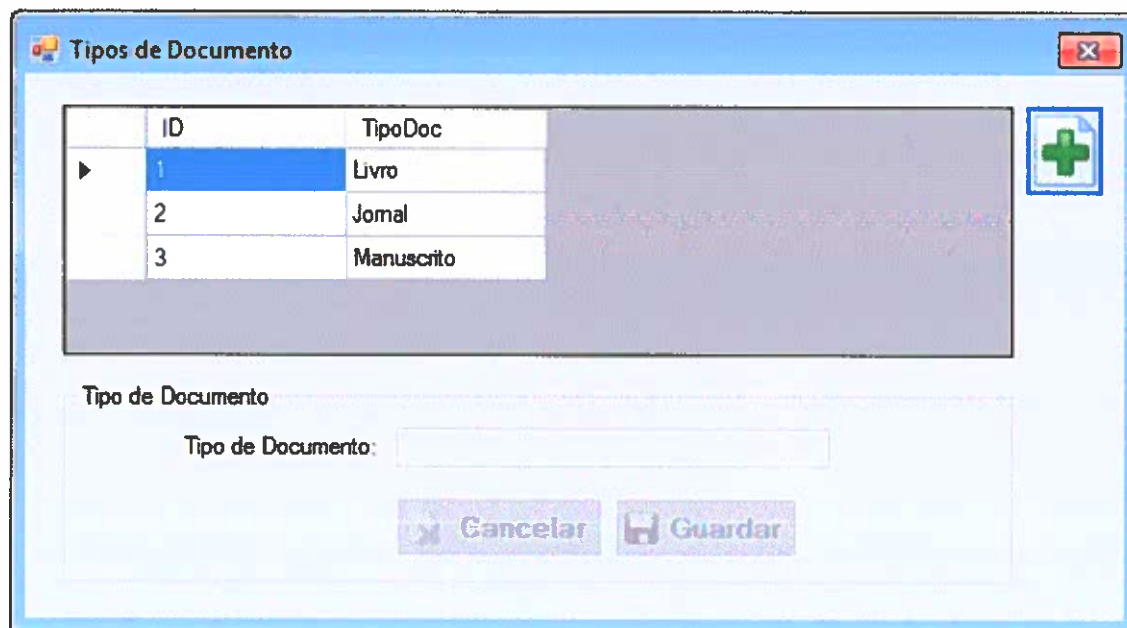 Tipos de Documento
ID TipoDoc
1 Livro
2 Jornal
3 Manuscrito
Tipo de Documento
Tipo de Documento:
Cancelar Guardar